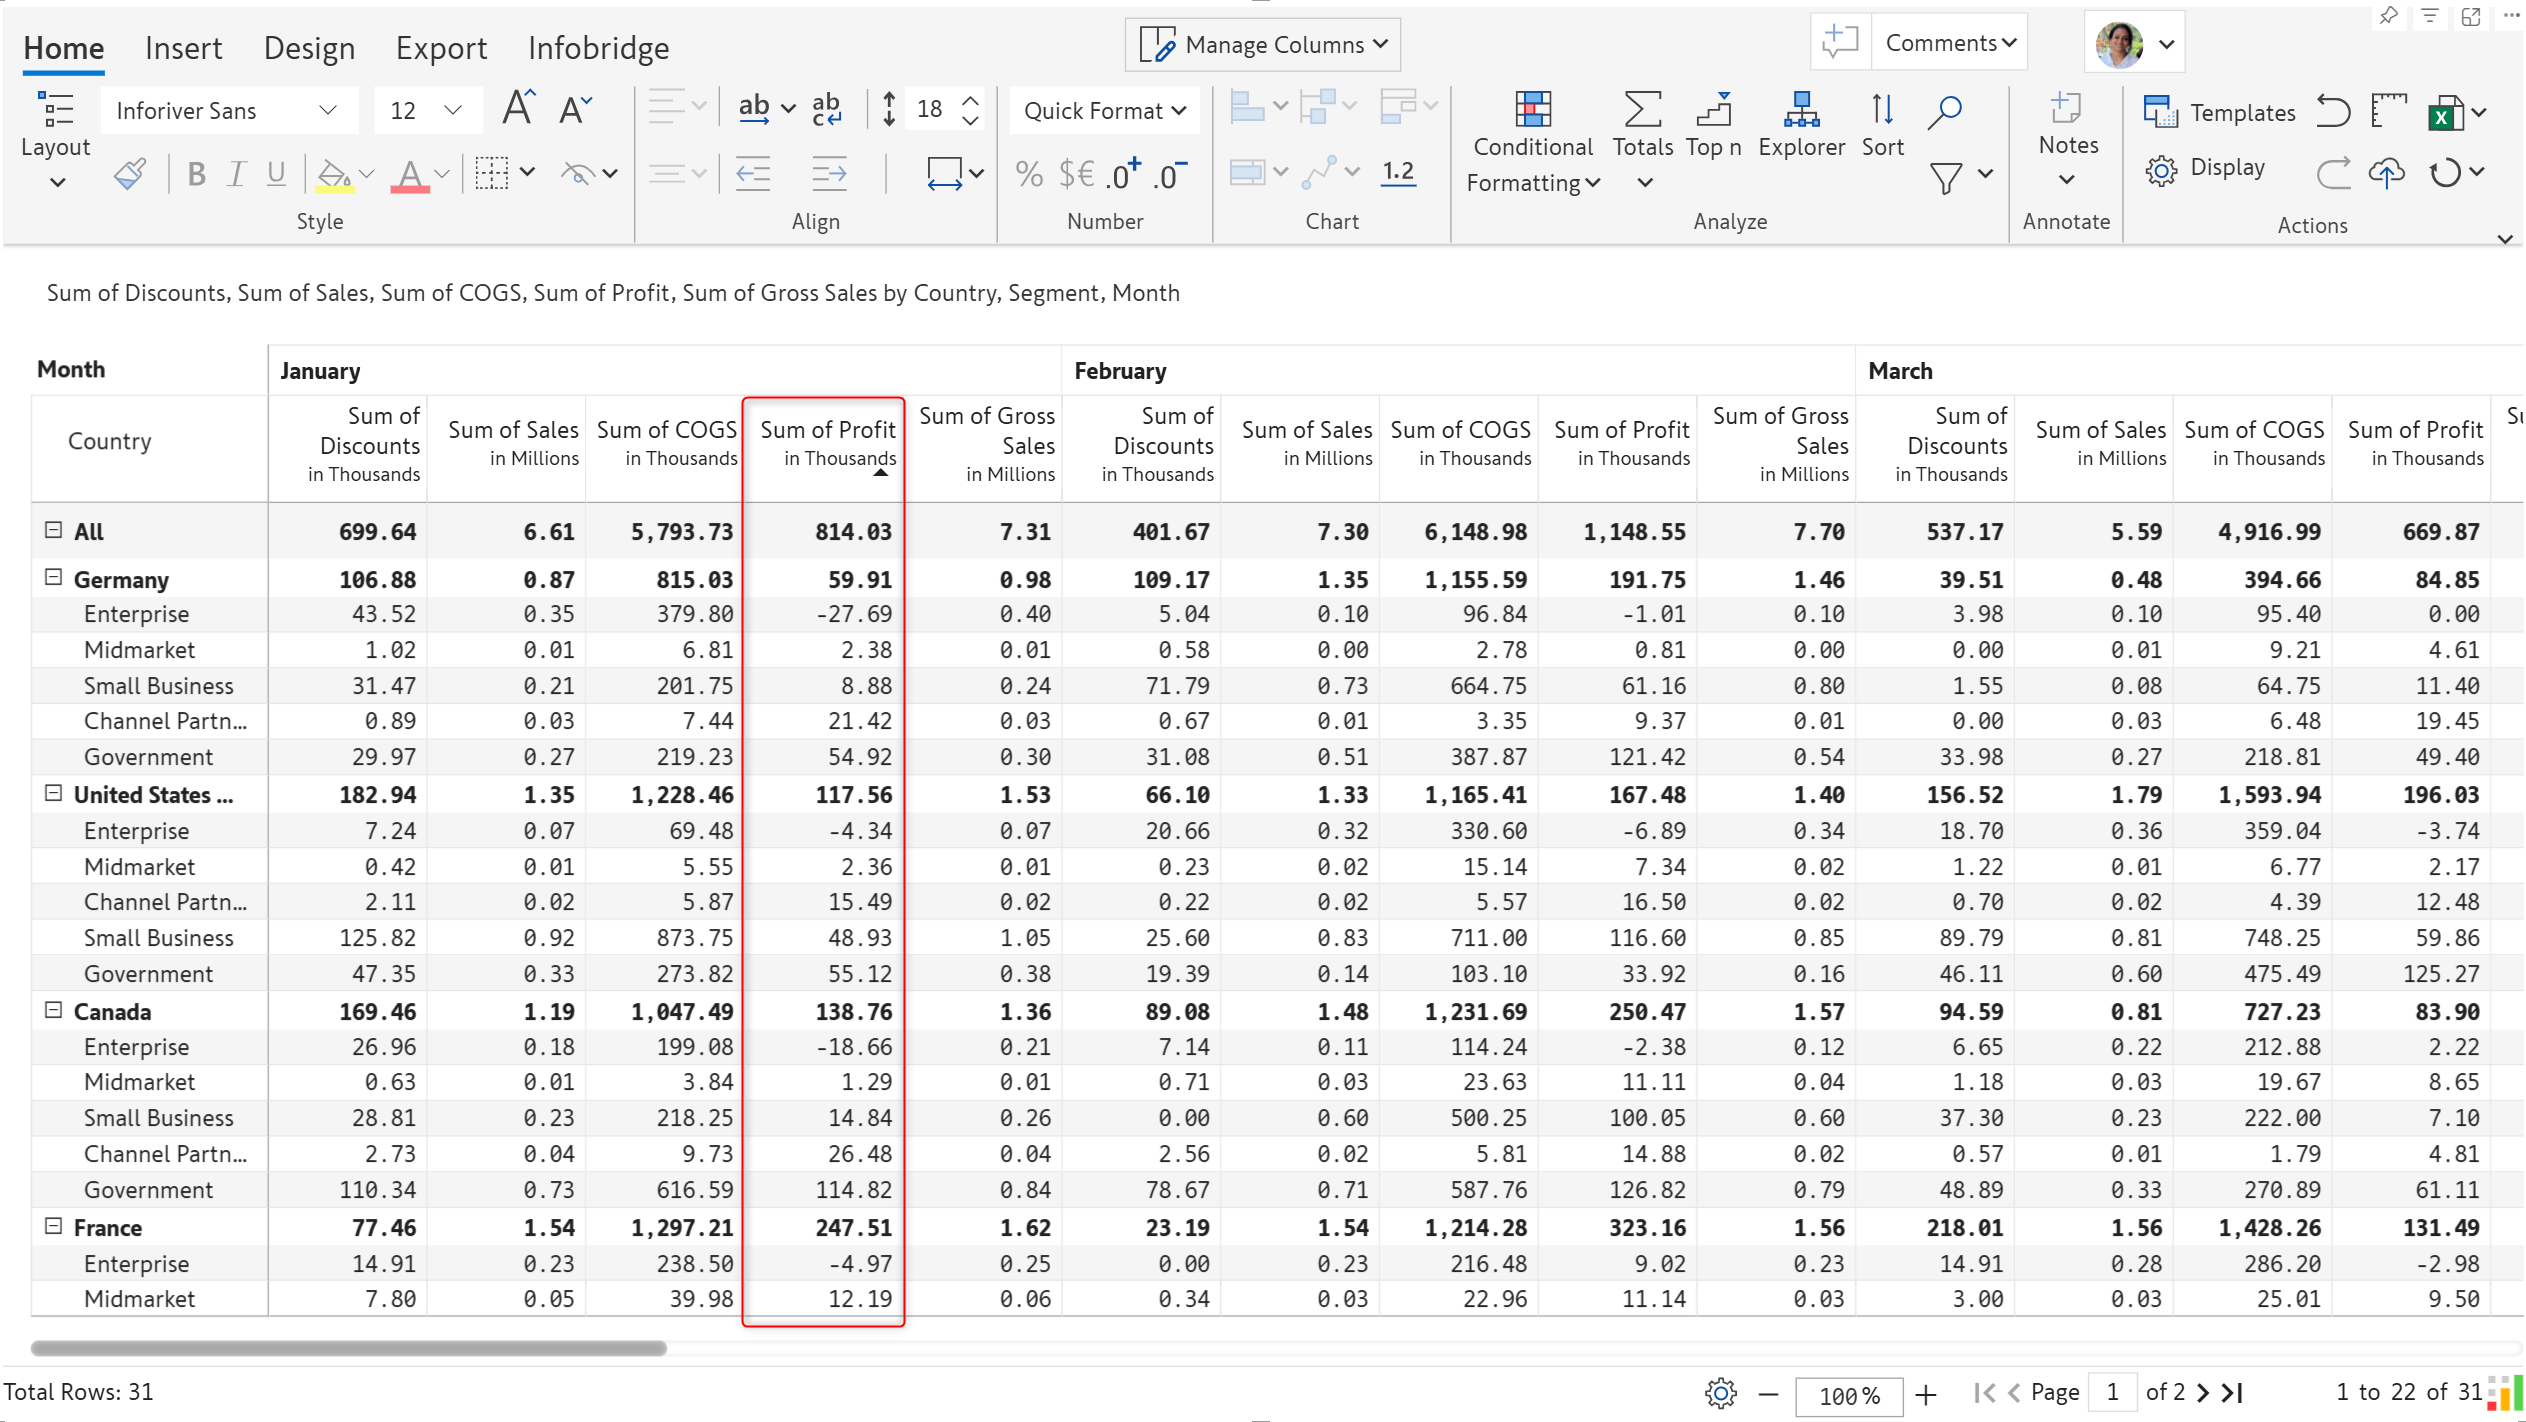 Home Insert Design Export Infobridge Manage Columns Comments
Inforiver Sans 12 A A ab ab c 18 Quick Format Conditional Formatting Totals Top n Explorer Sort Notes Templates X
Layout B I U A % $€ .0+ .0- 1.2 Display
Style Align Number Chart Analyze Annotate Actions
Sum of Discounts, Sum of Sales, Sum of COGS, Sum of Profit, Sum of Gross Sales by Country, Segment, Month
Month January February March
Country Sum of Discounts in Thousands Sum of Sales in Millions Sum of COGS in Thousands Sum of Profit in Thousands Sum of Gross Sales in Millions Sum of Discounts in Thousands Sum of Sales in Millions Sum of COGS in Thousands Sum of Profit in Thousands Sum of Gross Sales in Millions Sum of Discounts in Thousands Sum of Sales in Millions Sum of COGS in Thousands Sum of Profit in Thousands
All 699.64 6.61 5,793.73 814.03 7.31 401.67 7.30 6,148.98 1,148.55 7.70 537.17 5.59 4,916.99 669.87
Germany 106.88 0.87 815.03 59.91 0.98 109.17 1.35 1,155.59 191.75 1.46 39.51 0.48 394.66 84.85
Enterprise 43.52 0.35 379.80 -27.69 0.40 5.04 0.10 96.84 -1.01 0.10 3.98 0.10 95.40 0.00
Midmarket 1.02 0.01 6.81 2.38 0.01 0.58 0.00 2.78 0.81 0.00 0.00 0.01 9.21 4.61
Small Business 31.47 0.21 201.75 8.88 0.24 71.79 0.73 664.75 61.16 0.80 1.55 0.08 64.75 11.40
Channel Partn... 0.89 0.03 7.44 21.42 0.03 0.67 0.01 3.35 9.37 0.01 0.00 0.03 6.48 19.45
Government 29.97 0.27 219.23 54.92 0.30 31.08 0.51 387.87 121.42 0.54 33.98 0.27 218.81 49.40
United States ... 182.94 1.35 1,228.46 117.56 1.53 66.10 1.33 1,165.41 167.48 1.40 156.52 1.79 1,593.94 196.03
Enterprise 7.24 0.07 69.48 -4.34 0.07 20.66 0.32 330.60 -6.89 0.34 18.70 0.36 359.04 -3.74
Midmarket 0.42 0.01 5.55 2.36 0.01 0.23 0.02 15.14 7.34 0.02 1.22 0.01 6.77 2.17
Channel Partn... 2.11 0.02 5.87 15.49 0.02 0.22 0.02 5.57 16.50 0.02 0.70 0.02 4.39 12.48
Small Business 125.82 0.92 873.75 48.93 1.05 25.60 0.83 711.00 116.60 0.85 89.79 0.81 748.25 59.86
Government 47.35 0.33 273.82 55.12 0.38 19.39 0.14 103.10 33.92 0.16 46.11 0.60 475.49 125.27
Canada 169.46 1.19 1,047.49 138.76 1.36 89.08 1.48 1,231.69 250.47 1.57 94.59 0.81 727.23 83.90
Enterprise 26.96 0.18 199.08 -18.66 0.21 7.14 0.11 114.24 -2.38 0.12 6.65 0.22 212.88 2.22
Midmarket 0.63 0.01 3.84 1.29 0.01 0.71 0.03 23.63 11.11 0.04 1.18 0.03 19.67 8.65
Small Business 28.81 0.23 218.25 14.84 0.26 0.00 0.60 500.25 100.05 0.60 37.30 0.23 222.00 7.10
Channel Partn... 2.73 0.04 9.73 26.48 0.04 2.56 0.02 5.81 14.88 0.02 0.57 0.01 1.79 4.81
Government 110.34 0.73 616.59 114.82 0.84 78.67 0.71 587.76 126.82 0.79 48.89 0.33 270.89 61.11
France 77.46 1.54 1,297.21 247.51 1.62 23.19 1.54 1,214.28 323.16 1.56 218.01 1.56 1,428.26 131.49
Enterprise 14.91 0.23 238.50 -4.97 0.25 0.00 0.23 216.48 9.02 0.23 14.91 0.28 286.20 -2.98
Midmarket 7.80 0.05 39.98 12.19 0.06 0.34 0.03 22.96 11.14 0.03 3.00 0.03 25.01 9.50
Total Rows: 31 100% Page 1 of 2 1 to 22 of 31